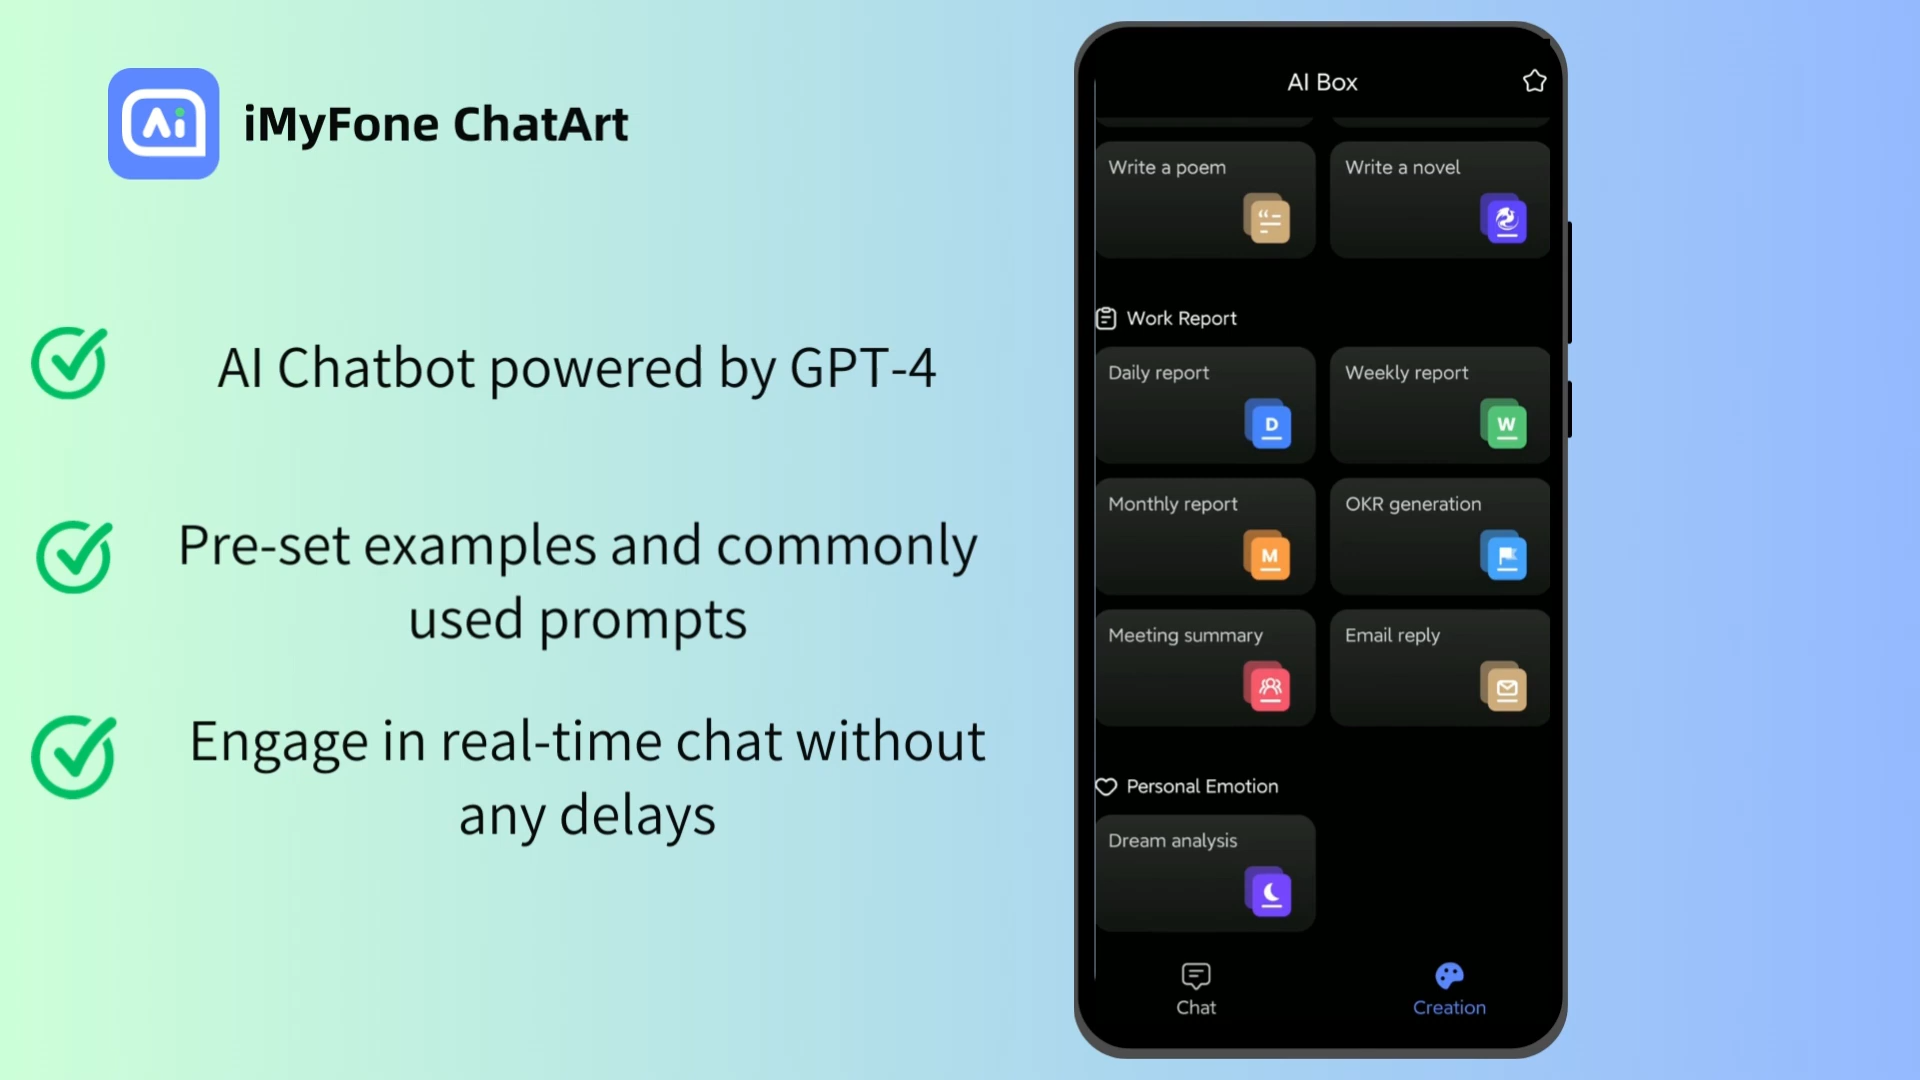 Ai
iMyFone ChatArt
AI Chatbot powered by GPT-4
Pre-set examples and commonly
used prompts
Engage in real-time chat without
any delays
AI Box
Write a poem
Write a novel
Work Report
Daily report
D
Weekly report
W
Monthly report
M
OKR generation
Meeting summary
Email reply
Personal Emotion
Dream analysis
Chat
Creation